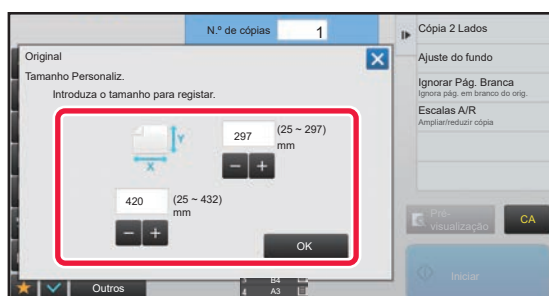 N.º de cópias 1
Original
Tamanho Personaliz.
Introduza o tamanho para registar.
Y
X
297
(25 ~ 297)
mm
420
(25 ~ 432)
mm
OK
Outros
3 B4
4 A3
Cópia 2 Lados
Ajuste do fundo
Ignorar Pág. Branca
Ignora pág. em branco do orig.
Escalas A/R
Ampliar/reduzir cópia
Pré-
visualização
CA
Iniciar